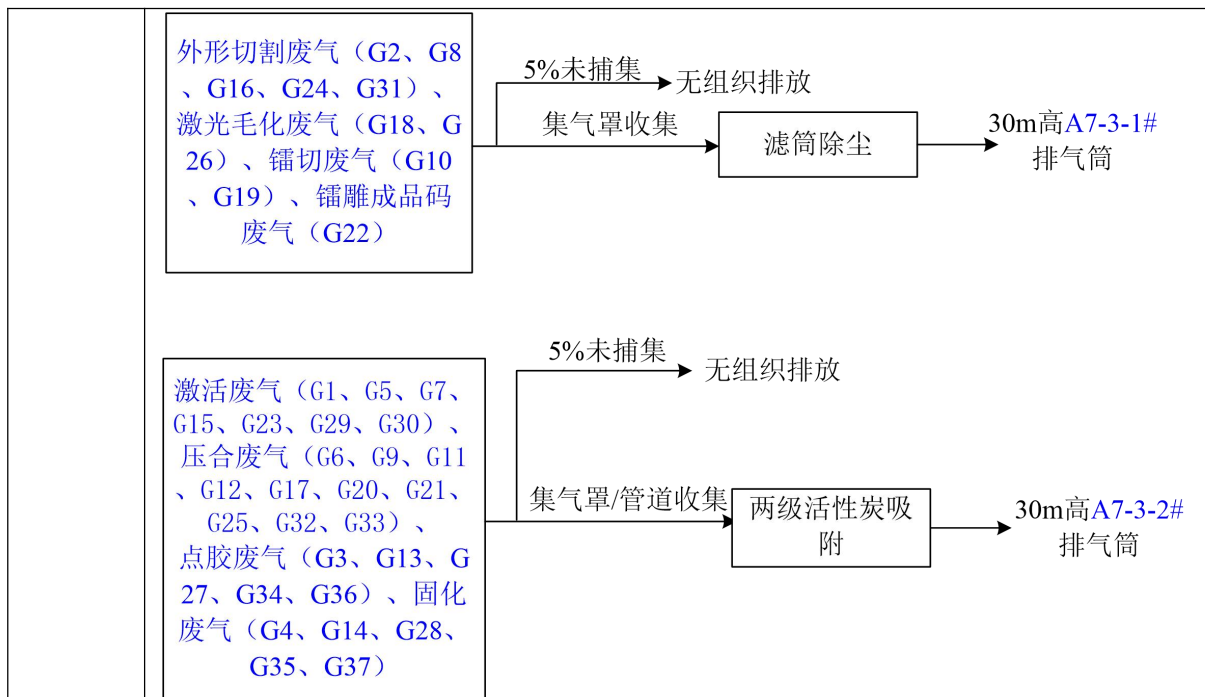 外形切割废气（G2、G8
、G16、G24、G31）、
激光毛化废气（G18、G
26）、镭切废气（G10
、G19）、镭雕成品码
废气（G22）
5%未捕集
无组织排放
集气罩收集
滤筒除尘
30m高A7-3-1#
排气筒
激活废气（G1、G5、G7、
G15、G23、G29、G30）、
压合废气（G6、G9、G11
、G12、G17、G20、G21、
G25、G32、G33）、
点胶废气（G3、G13、G
27、G34、G36）、固化
废气（G4、G14、G28、
G35、G37）
5%未捕集
无组织排放
集气罩/管道收集
两级活性炭吸
附
30m高A7-3-2#
排气筒